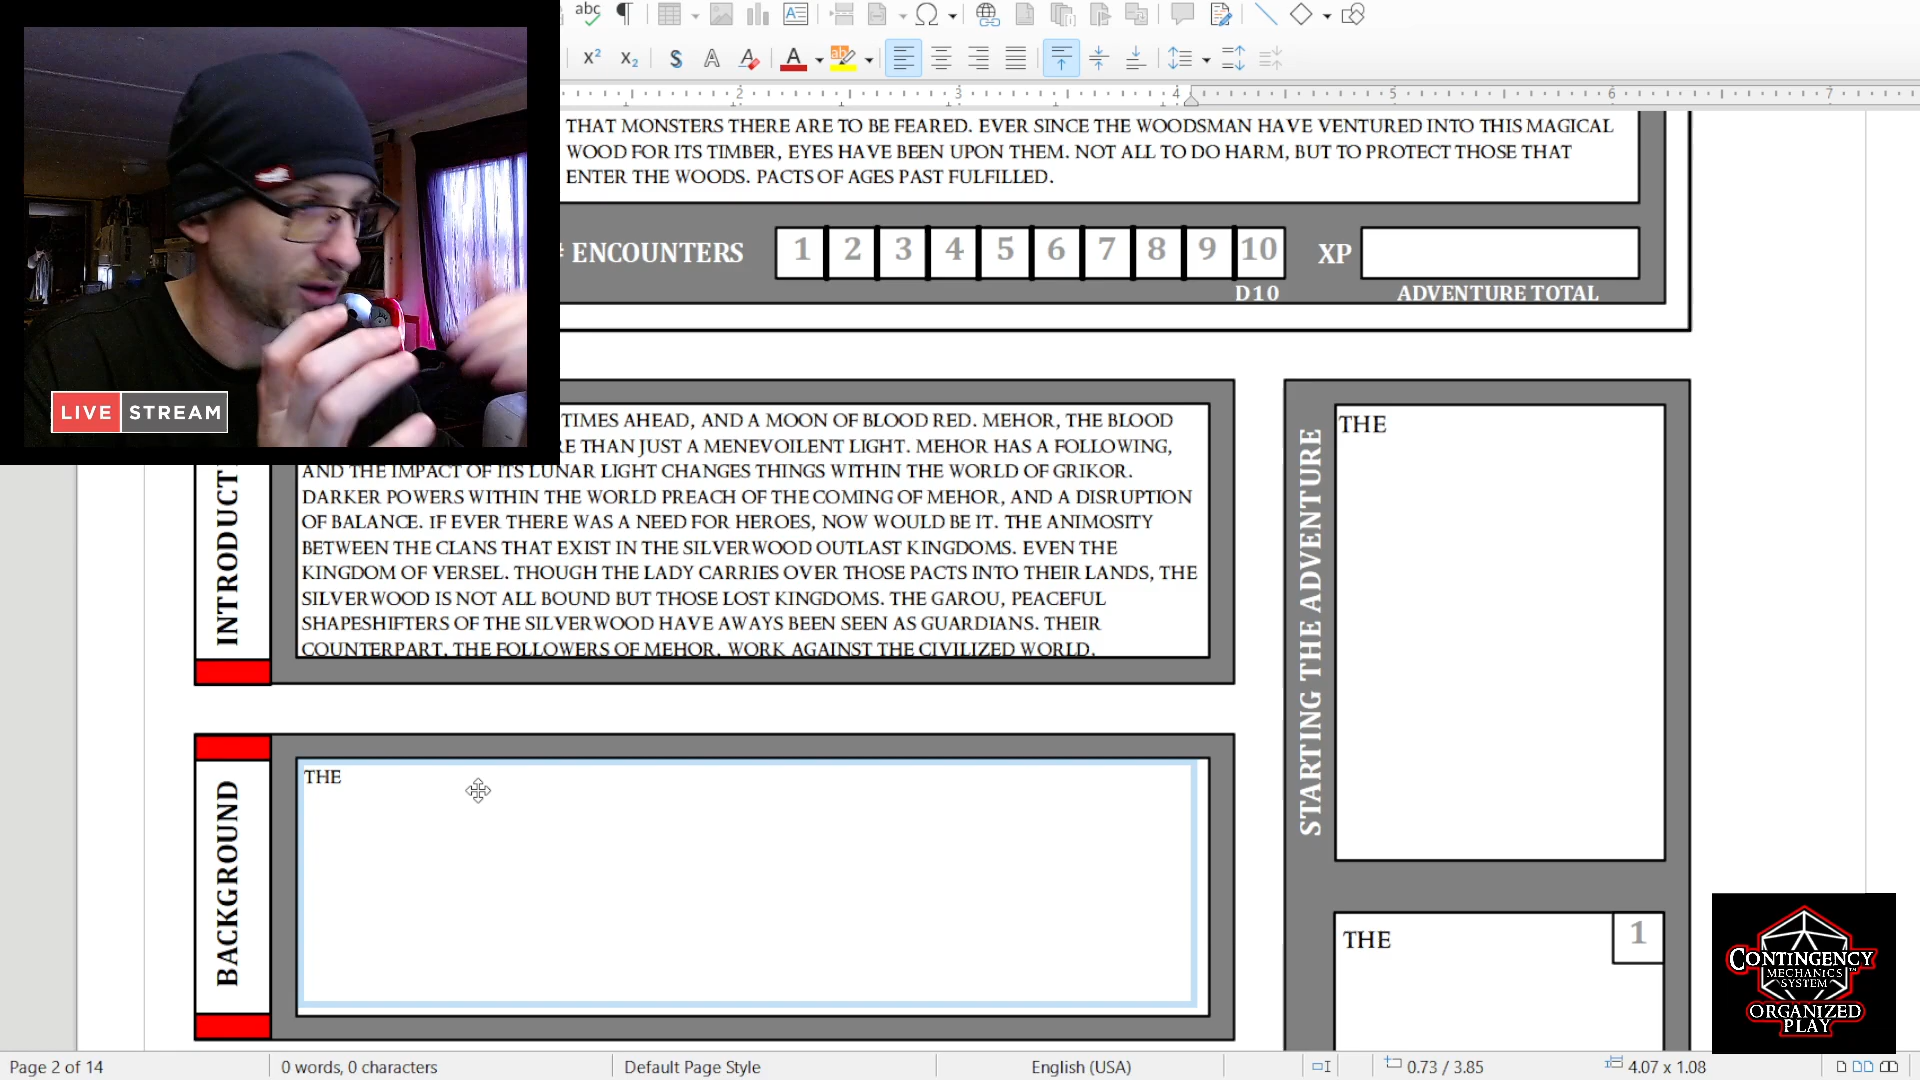 abc
2 3 4 5 6 7
THAT MONSTERS THERE ARE TO BE FEARED. EVER SINCE THE WOODSMAN HAVE VENTURED INTO THIS MAGICAL
WOOD FOR ITS TIMBER, EYES HAVE BEEN UPON THEM. NOT ALL TO DO HARM, BUT TO PROTECT THOSE THAT
ENTER THE WOODS. PACTS OF AGES PAST FULFILLED.
# ENCOUNTERS
1 2 3 4 5 6 7 8 9 10
D10
XP
ADVENTURE TOTAL
LIVE STREAM
INTRODUCT
TIMES AHEAD, AND A MOON OF BLOOD RED. MEHOR, THE BLOOD
RE THAN JUST A MENEVOILENT LIGHT. MEHOR HAS A FOLLOWING,
AND THE IMPACT OF ITS LUNAR LIGHT CHANGES THINGS WITHIN THE WORLD OF GRIKOR.
DARKER POWERS WITHIN THE WORLD PREACH OF THE COMING OF MEHOR, AND A DISRUPTION
OF BALANCE. IF EVER THERE WAS A NEED FOR HEROES, NOW WOULD BE IT. THE ANIMOSITY
BETWEEN THE CLANS THAT EXIST IN THE SILVERWOOD OUTLAST KINGDOMS. EVEN THE
KINGDOM OF VERSEL. THOUGH THE LADY CARRIES OVER THOSE PACTS INTO THEIR LANDS, THE
SILVERWOOD IS NOT ALL BOUND BUT THOSE LOST KINGDOMS. THE GAROU, PEACEFUL
SHAPESHIFTERS OF THE SILVERWOOD HAVE AWAYS BEEN SEEN AS GUARDIANS. THEIR
COUNTERPART, THE FOLLOWERS OF MEHOR, WORK AGAINST THE CIVILIZED WORLD.
STARTING THE ADVENTURE
THE
BACKGROUND
THE
THE
1
CONTINGENCY
MECHANICS
SYSTEM
ORGANIZED
PLAY
Page 2 of 14
0 words, 0 characters
Default Page Style
English (USA)
0.73 / 3.85
4.07 x 1.08